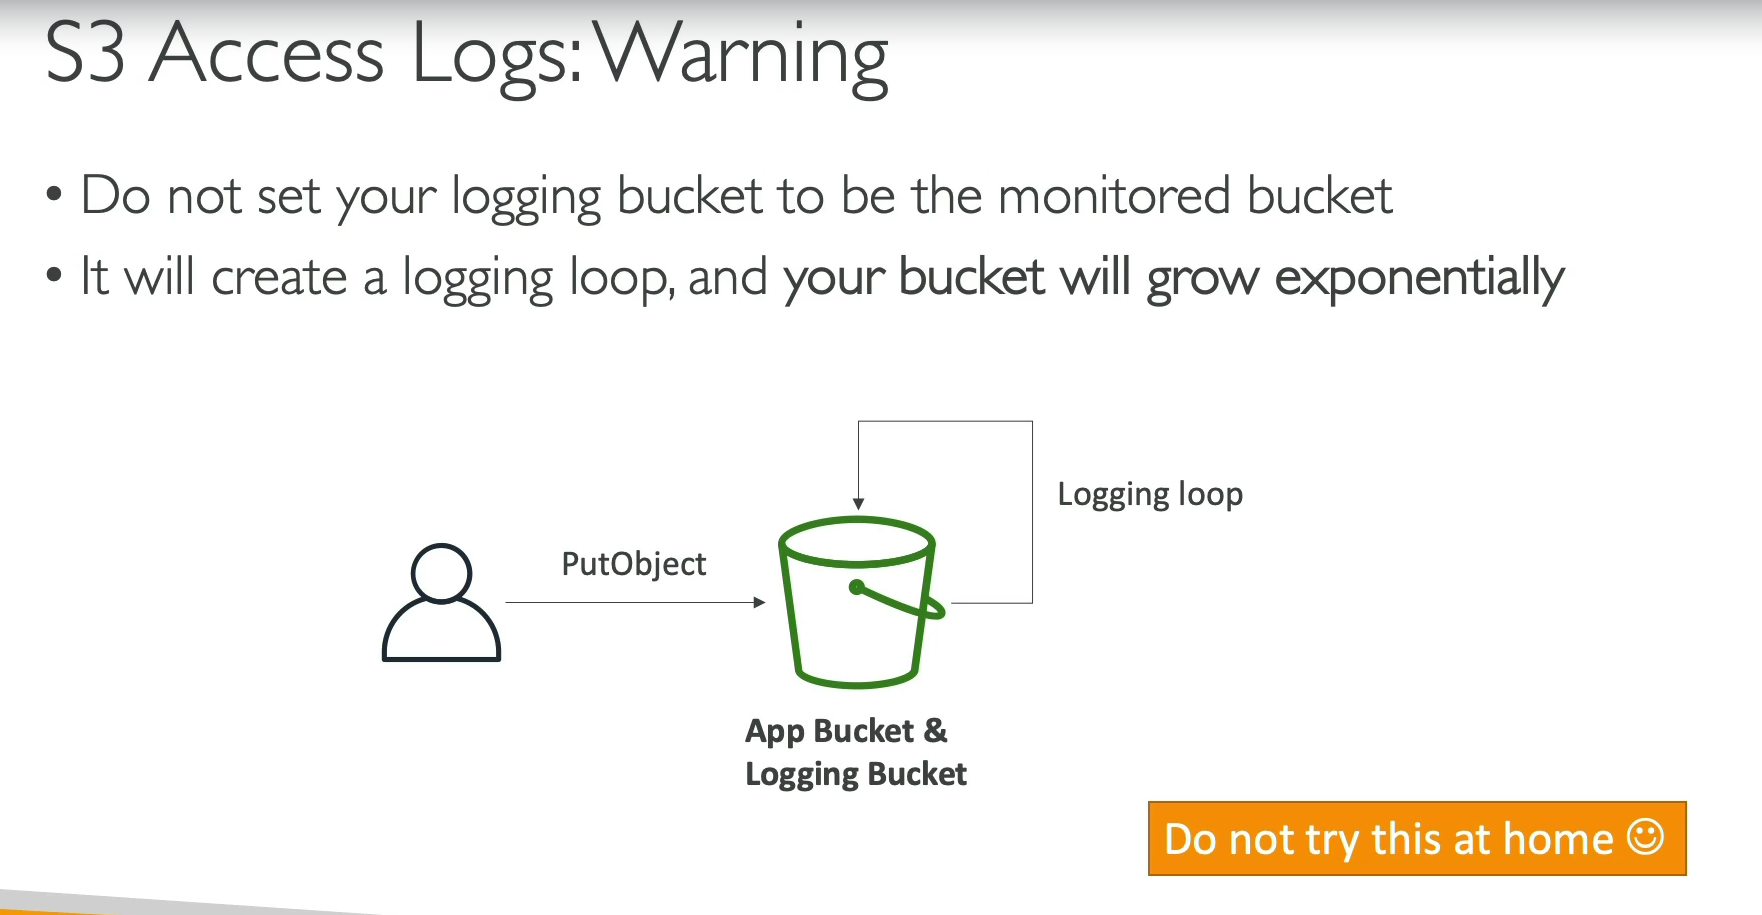 S3 Access Logs: Warning
• Do not set your logging bucket to be the monitored bucket
• It will create a logging loop, and your bucket will grow exponentially
Logging loop
PutObject
App Bucket &
Logging Bucket
Do not try this at home ☺